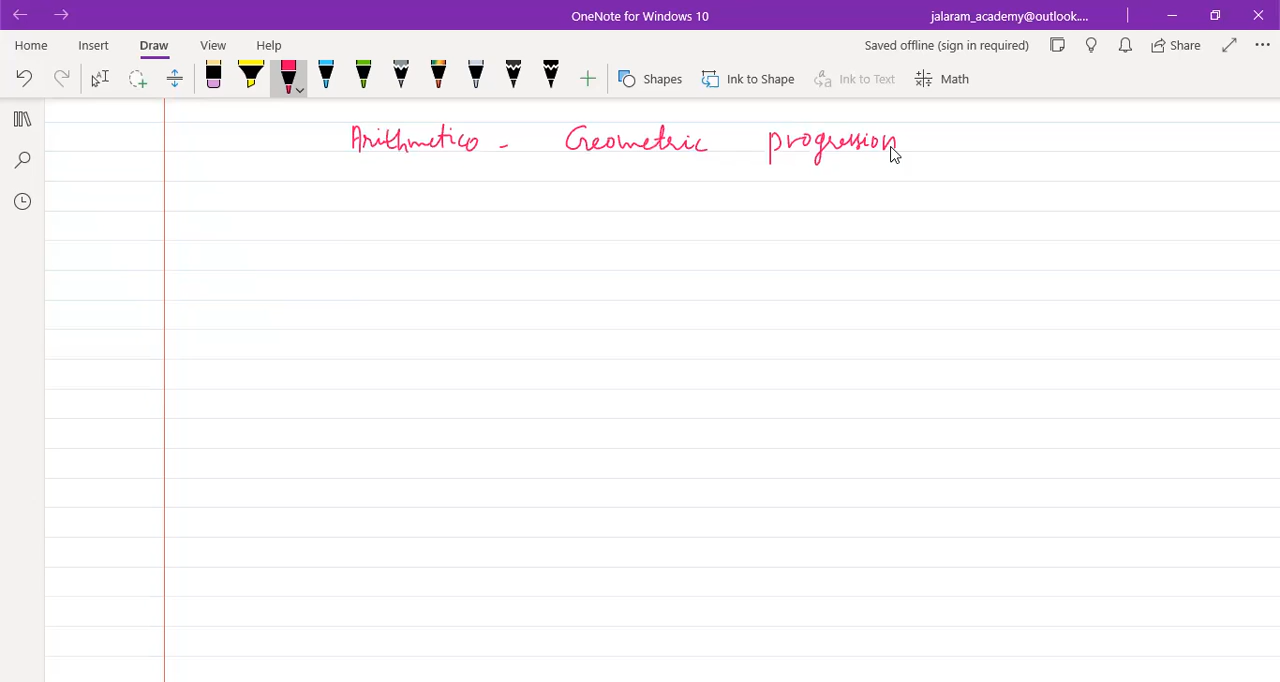 OneNote for Windows 10
jalaram_academy@outlook....
Home Insert Draw View Help
Saved offline (sign in required) Share
Shapes Ink to Shape Ink to Text Math
Arithmetico - Geometric progression